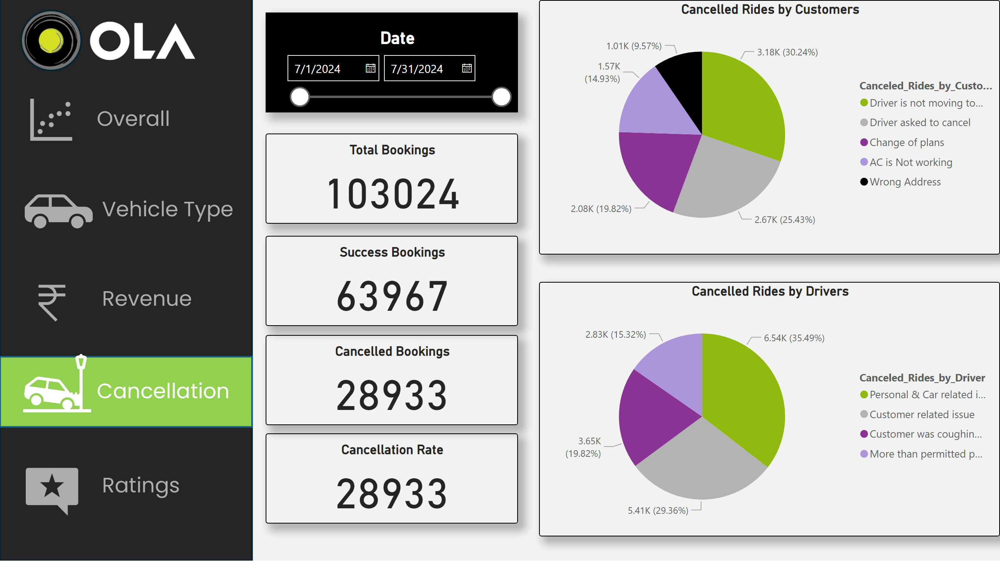 OLA
Overall
Vehicle Type
Revenue
Cancellation
Ratings
Date
7/1/2024
7/31/2024
Total Bookings
103024
Success Bookings
63967
Cancelled Bookings
28933
Cancellation Rate
28933
Cancelled Rides by Customers
1.01K (9.57%)
3.18K (30.24%)
1.57K
(14.93%)
2.08K (19.82%)
2.67K (25.43%)
Canceled_Rides_by_Custo...
Driver is not moving to...
Driver asked to cancel
Change of plans
AC is Not working
Wrong Address
Cancelled Rides by Drivers
2.83K (15.32%)
6.54K (35.49%)
3.65K
(19.82%)
5.41K (29.36%)
Canceled_Rides_by_Driver
Personal & Car related i...
Customer related issue
Customer was coughin...
More than permitted p...